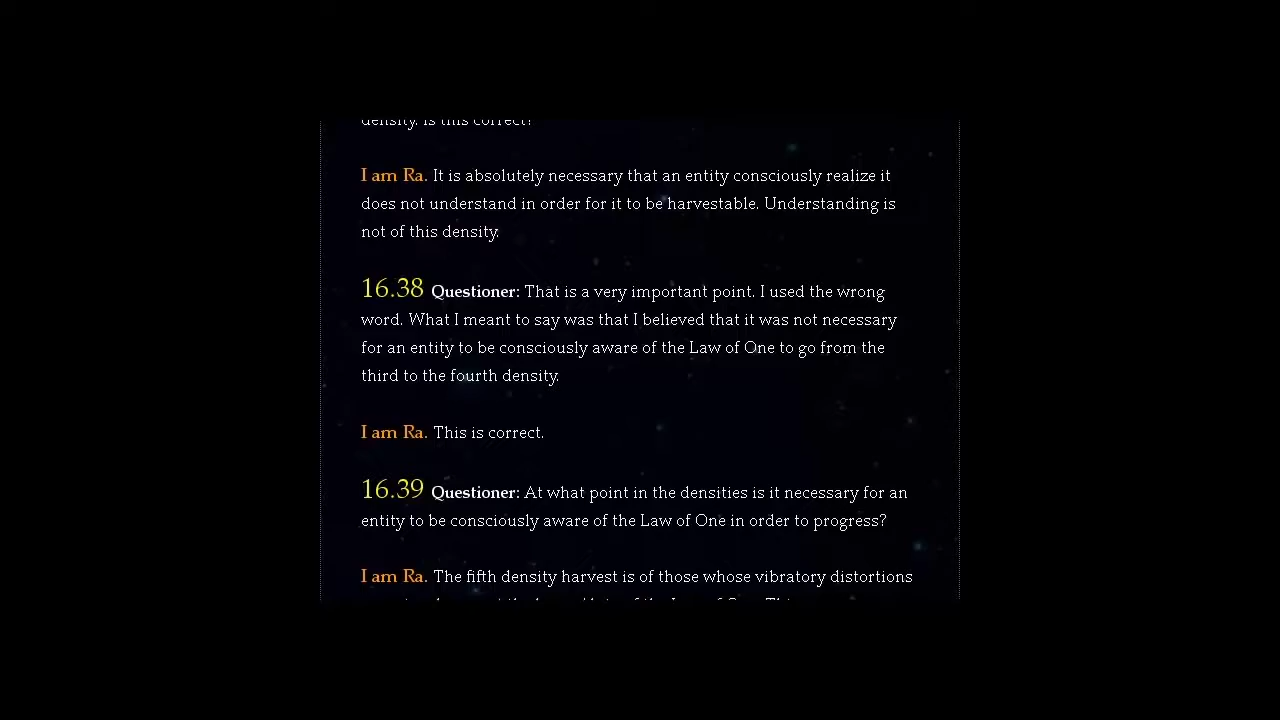 density. Is this correct?
I am Ra. It is absolutely necessary that an entity consciously realize it
does not understand in order for it to be harvestable. Understanding is
not of this density.
16.38 Questioner: That is a very important point. I used the wrong
word. What I meant to say was that I believed that it was not necessary
for an entity to be consciously aware of the Law of One to go from the
third to the fourth density.
I am Ra. This is correct.
16.39 Questioner: At what point in the densities is it necessary for an
entity to be consciously aware of the Law of One in order to progress?
I am Ra. The fifth density harvest is of those whose vibratory distortions